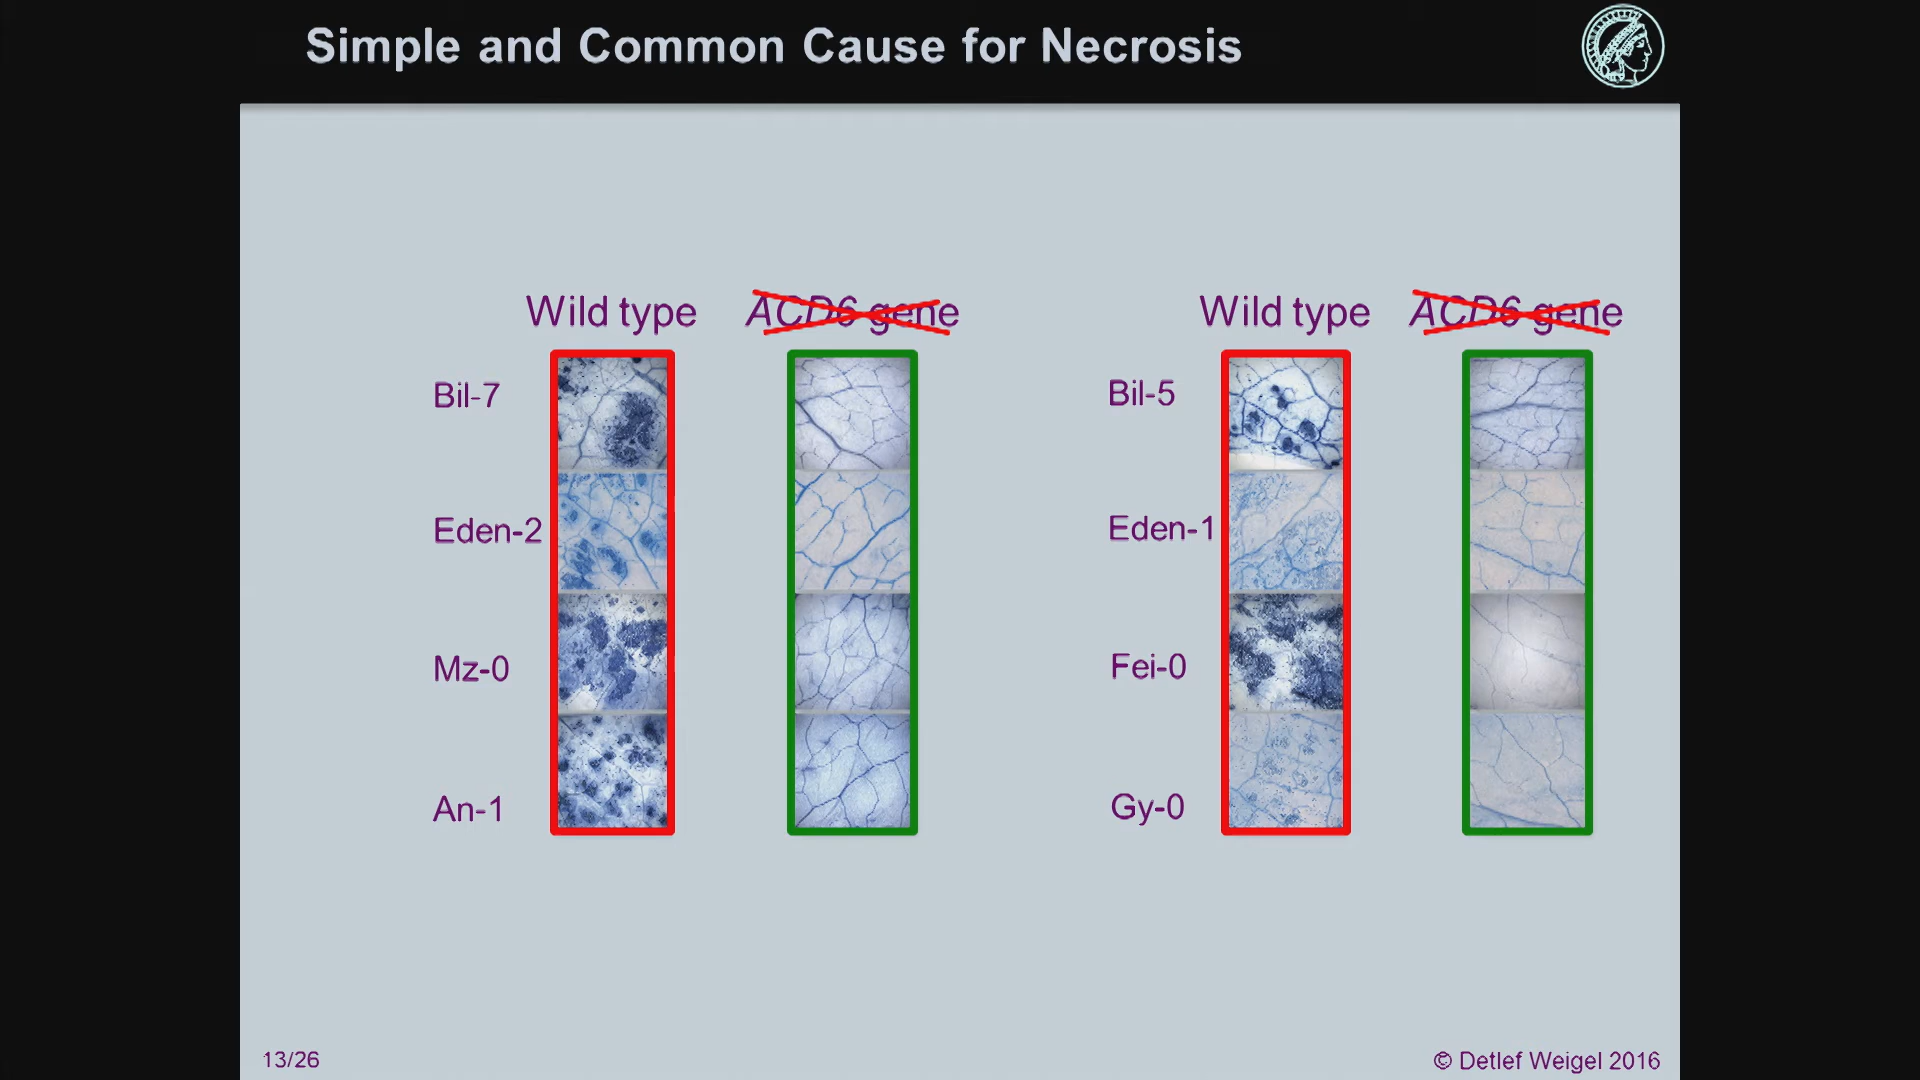 Simple and Common Cause for Necrosis
Wild type
ACD6 gene
Bil-7
Eden-2
Mz-0
An-1
Wild type
ACD6 gene
Bil-5
Eden-1
Fei-0
Gy-0
13/26
© Detlef Weigel 2016